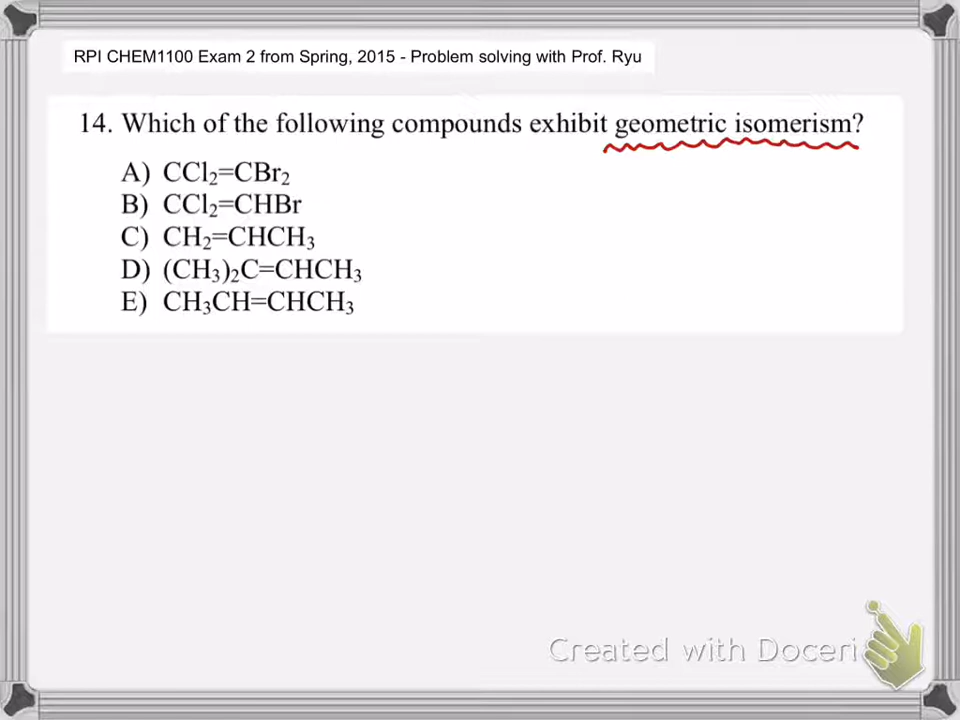 RPI CHEM1100 Exam 2 from Spring, 2015 - Problem solving with Prof. Ryu
14. Which of the following compounds exhibit geometric isomerism?
A) CCl₂=CBr₂
B) CCl₂=CHBr
C) CH₂=CHCH₃
D) (CH₃)₂C=CHCH₃
E) CH₃CH=CHCH₃
Created with Doceri